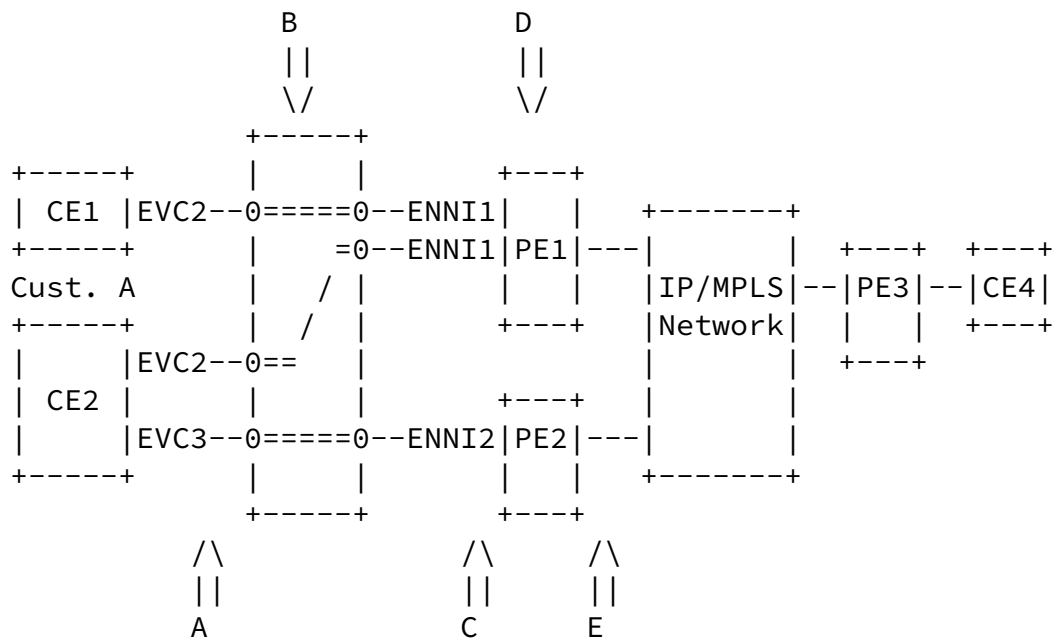 B               D
                  ||              ||
                  \/              \/
                +-----+
+-----+         |     |         +---+
| CE1 |EVC2--0=====0--ENNI1|   |   +-------+
+-----+         |    =0--ENNI1|PE1|---|       |  +---+  +---+
Cust. A         |   / |         |   |   |IP/MPLS|--|PE3|--|CE4|
+-----+         |  /  |         +---+   |Network|  |   |  +---+
|     |EVC2--0==   |                 |       |  +---+
| CE2 |         |     |         +---+   |       |
|     |EVC3--0=====0--ENNI2|PE2|---|       |
+-----+         |     |         |   |   +-------+
                +-----+         +---+
             /\               /\      /\
             ||               ||      ||
             A                C       E